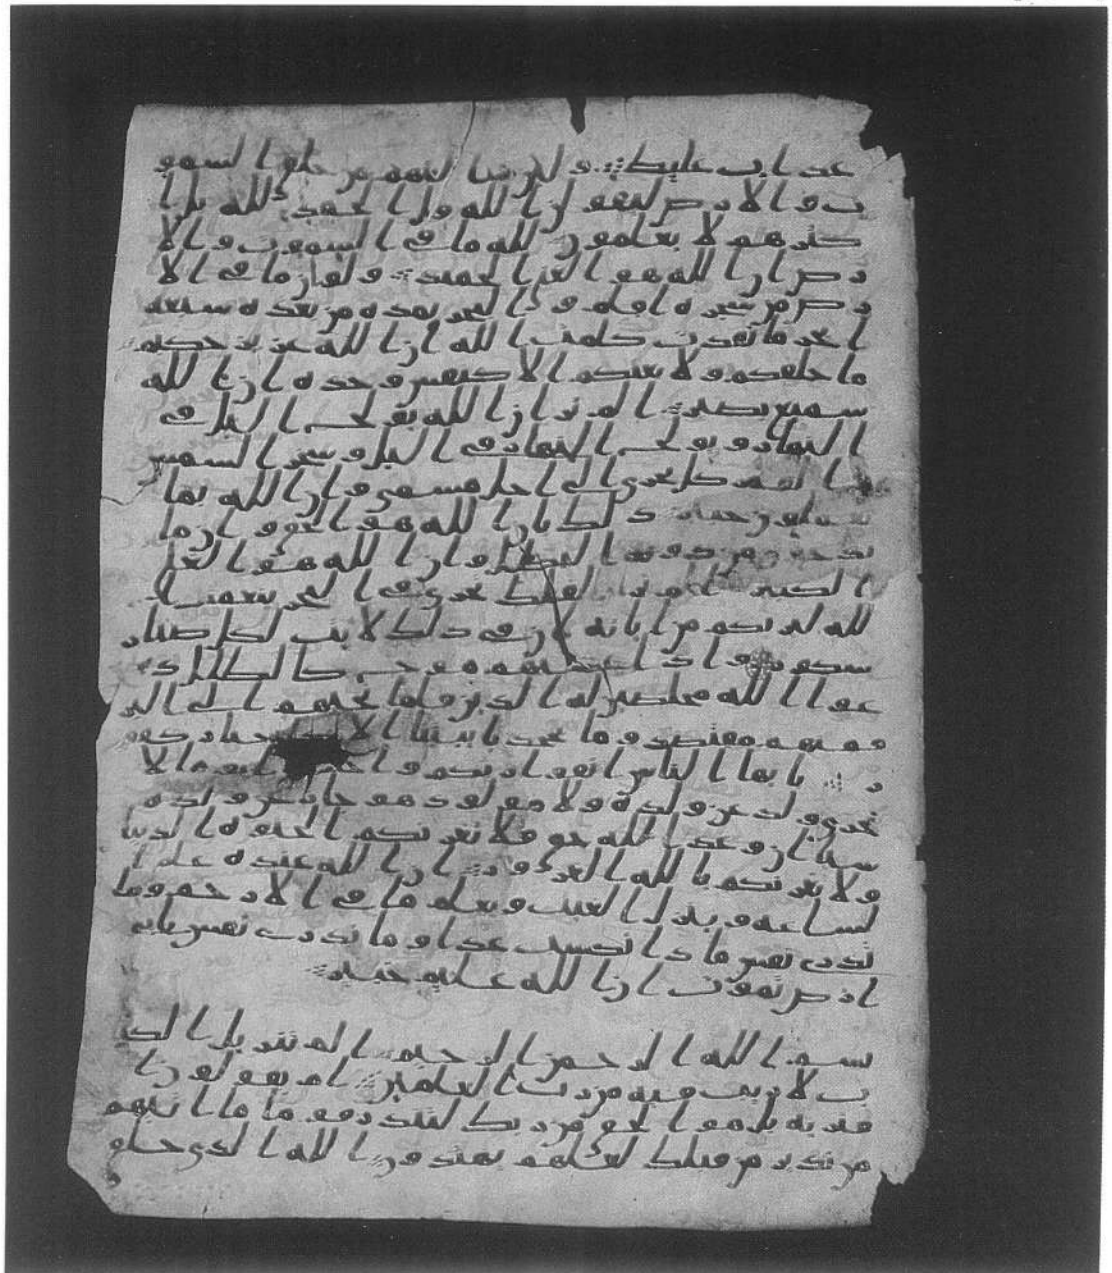 عذاب غليظ ولئن سالتهم من خلق السمو
ت والارض ليقولن الله قل الحمد لله بل ا
كثرهم لا يعلمون لله ما في السموت والا
رض ان الله هو الغني الحميد ولو ان ما في الا
رض من شجرة اقلم والبحر يمده من بعده سبعة
ابحر ما نفدت كلمت الله ان الله عزيز حكيم
ما خلقكم ولا بعثكم الا كنفس وحدة ان الله
سميع بصير الم تر ان الله يولج اليل في
النهار ويولج النهار في اليل وسخر الشمس
و القمر كل يجري الى اجل مسمى وان الله بما
تعملون خبير ذلك بان الله هو الحق وان ما
تدعون من دونه البطل وان الله هو العلي
الكبير الم تر ان الفلك تجري في البحر بنعمت ا
لله ليريكم من ايته ان في ذلك لايت لكل صبار
شكور واذا غشيهم موج كالظلل د
عوا الله مخلصين له الدين فلما نجيهم الى البر
فمنهم مقتصد وما يجحد بايتنا الا ختار كفو
ر يايها الناس اتقوا ربكم واخشوا يوما لا
يجزي ولد عن ولده ولا مولود هو جاز عن ولده
شيا ان وعد الله حق فلا تغرنكم الحيوة الدنيا
ولا يغرنكم بالله الغرور ان الله عنده علم ا
لساعة وينزل الغيث ويعلم ما في الارحم وما
تدري نفس ماذا تكسب غدا وما تدري نفس باية
ارض تموت ان الله عليم خبير
بسم الله الرحمن الرحيم الم تنزيل الكت
ب لا ريب فيه من رب العلمين ام يقولون ا
فتريه بل هو الحق من ربك لتنذر قوما ما اتيهم
من نذير من قبلك لعلهم يهتدون الله الذي خلق